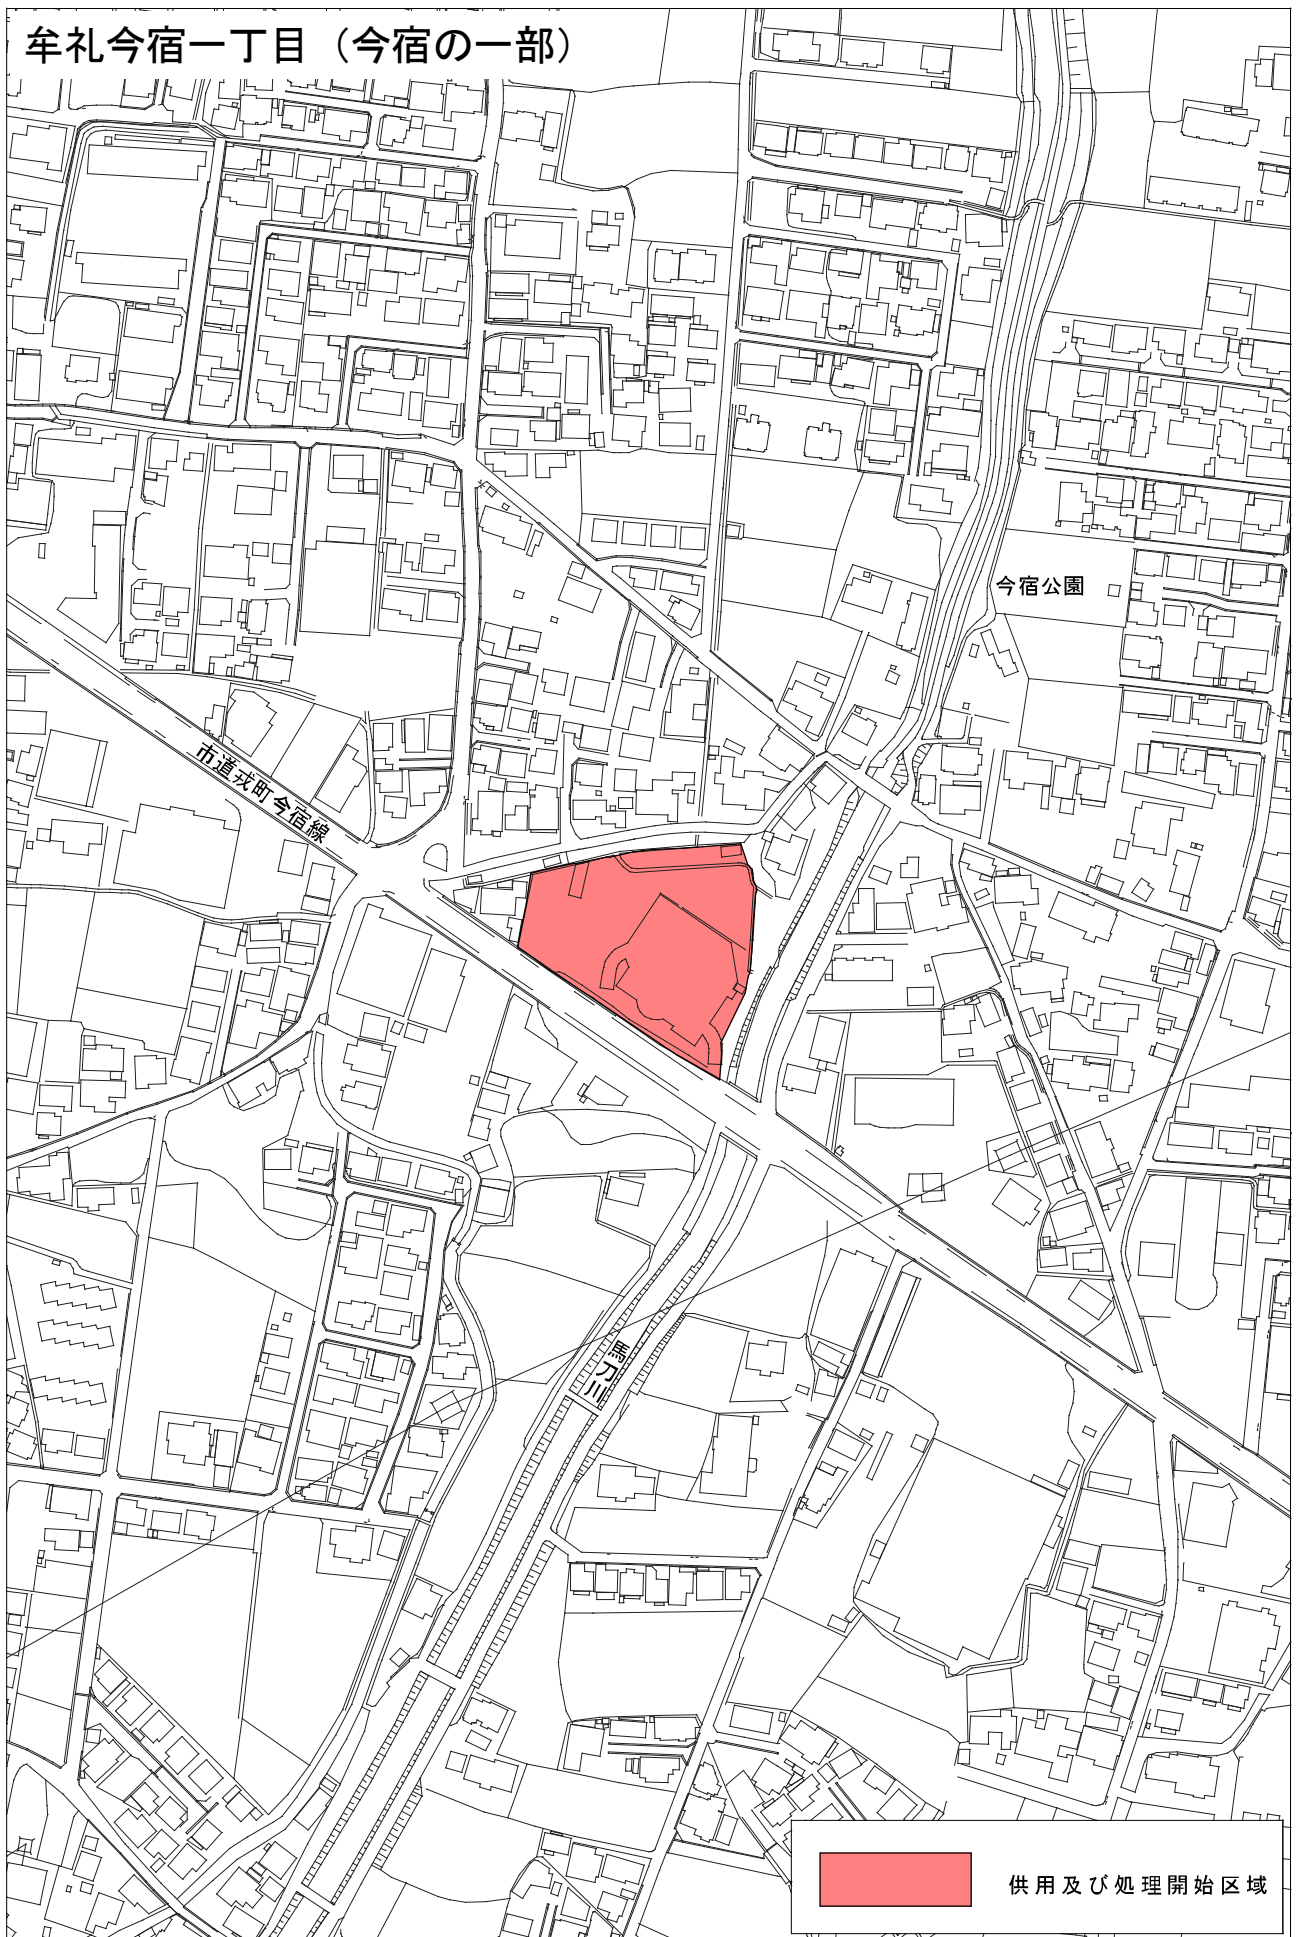 牟礼今宿一丁目（今宿の一部）
今宿公園
市道戎町今宿線
馬刀川
供用及び処理開始区域